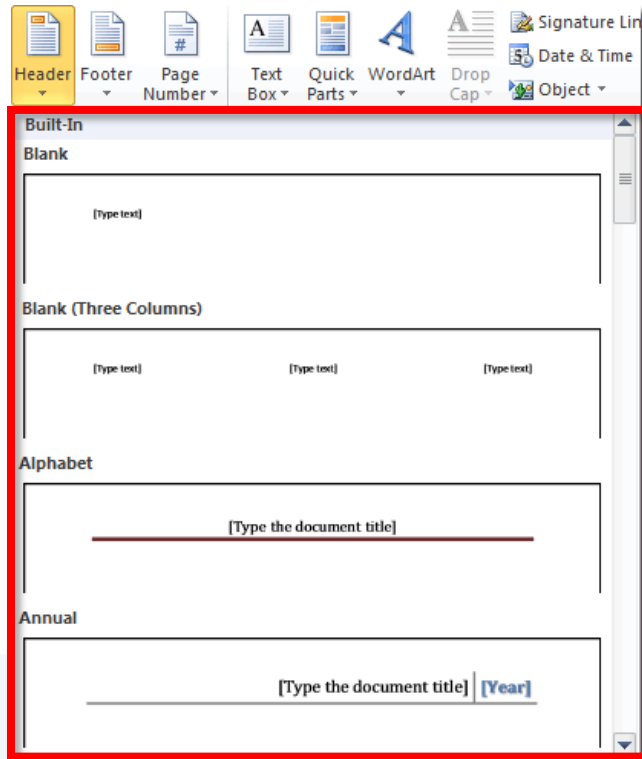 Header Footer Page Number Text Box Quick Parts WordArt Drop Cap
A # A A A
Signature Lin
Date & Time
Object
Built-In
Blank
[Type text]
Blank (Three Columns)
[Type text] [Type text] [Type text]
Alphabet
[Type the document title]
Annual
[Type the document title] [Year]